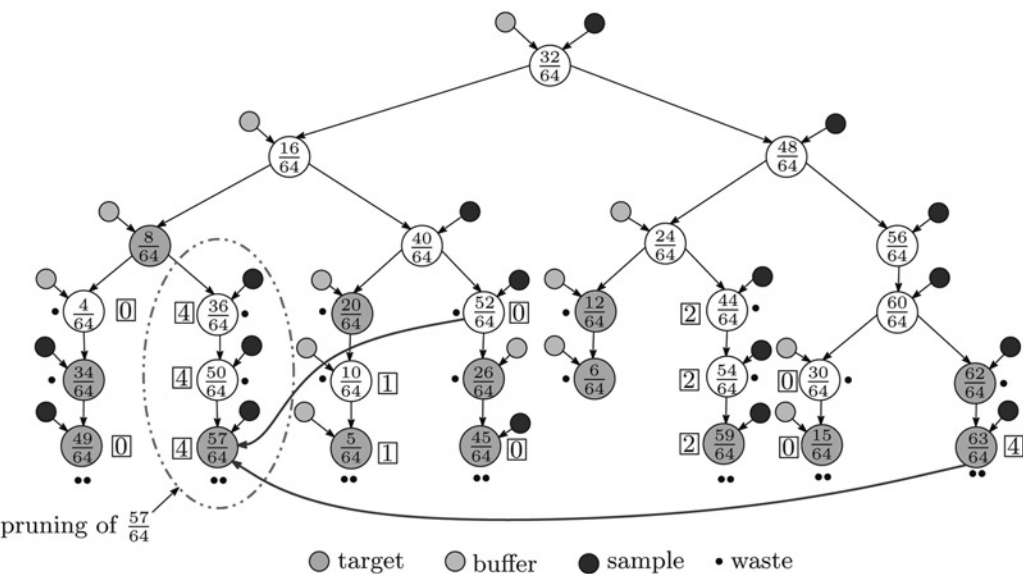 32/64
16/64 48/64
8/64 40/64 24/64 56/64
4/64 0 4 36/64 20/64 52/64 0 12/64 2 44/64 60/64
34/64 4 50/64 10/64 1 26/64 6/64 2 54/64 0 30/64 62/64
49/64 0 4 57/64 5/64 1 45/64 0 2 59/64 0 15/64 63/64 4
pruning of 57/64
target buffer sample waste